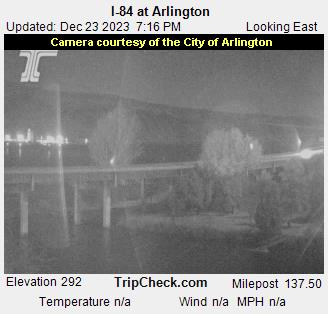 I-84 at Arlington
Updated: Dec 23 2023 7:16 PM Looking East
Camera courtesy of the City of Arlington
Elevation 292 TripCheck.com Milepost 137.50
Temperature n/a Wind n/a MPH n/a